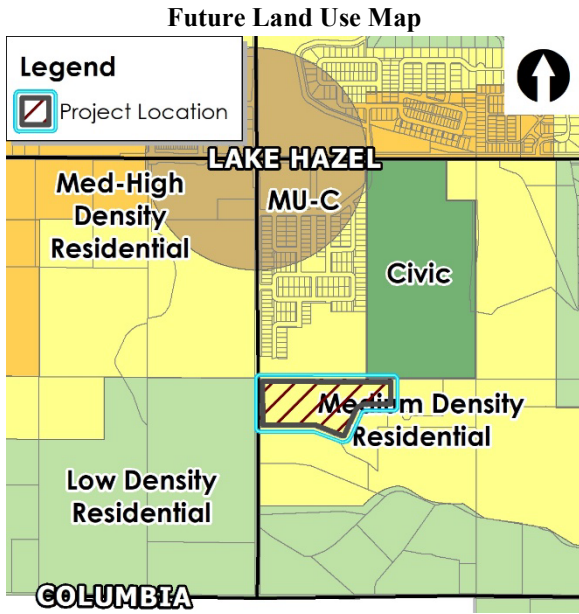 Future Land Use Map
Legend
Project Location
LAKE HAZEL
Med-High
Density
Residential
MU-C
Civic
Medium Density
Residential
Low Density
Residential
COLUMBIA